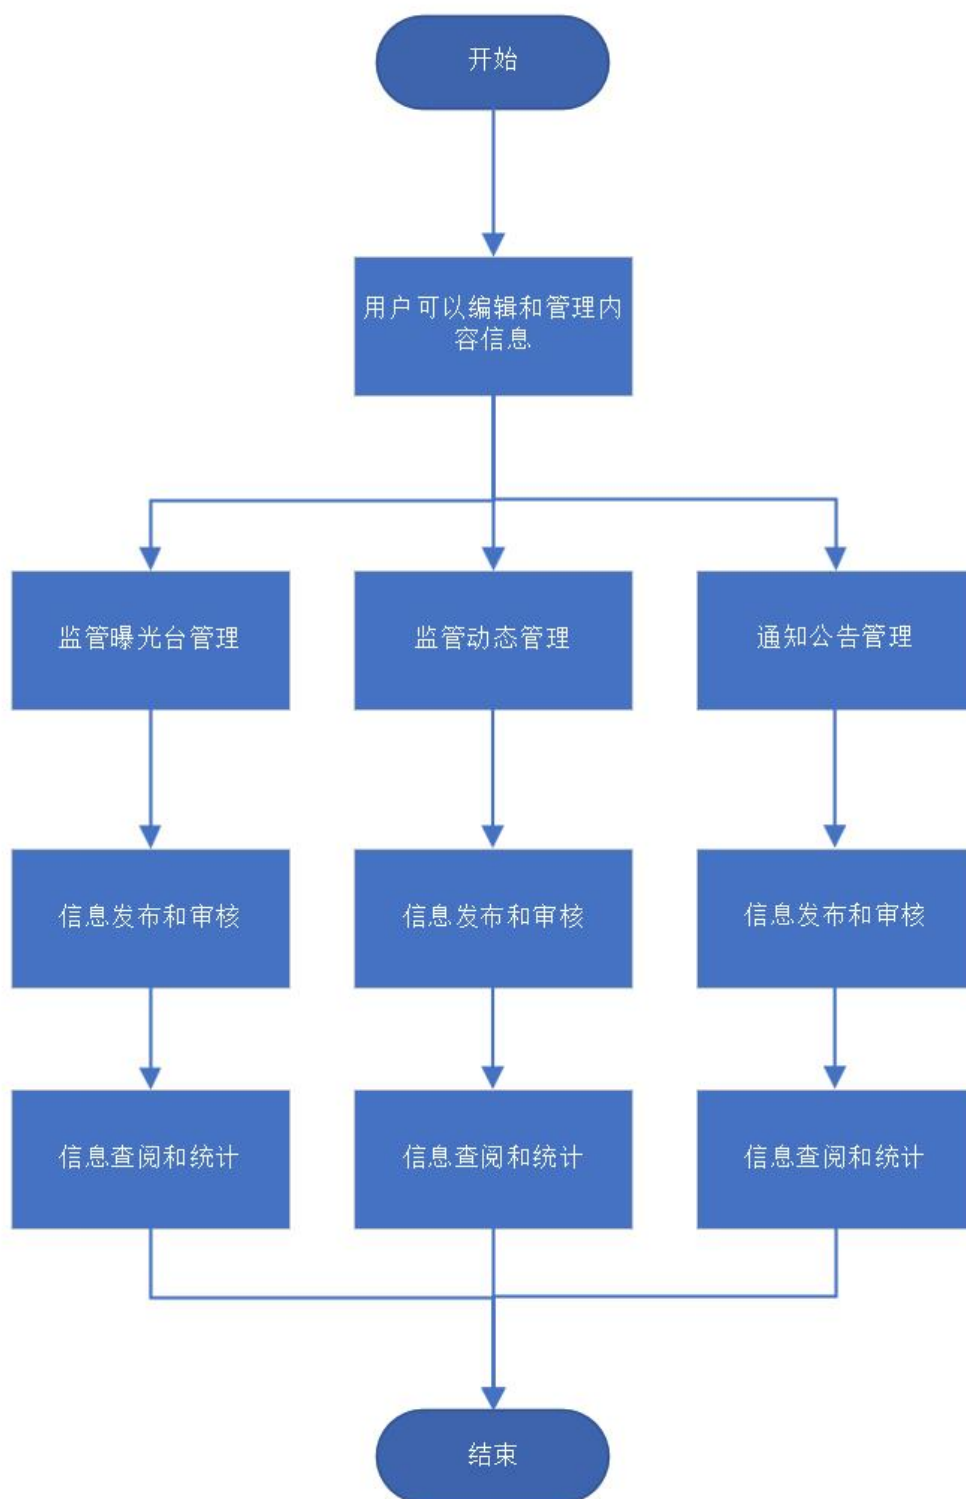 开始
用户可以编辑和管理内
容信息
监管曝光台管理
监管动态管理
通知公告管理
信息发布和审核
信息发布和审核
信息发布和审核
信息查阅和统计
信息查阅和统计
信息查阅和统计
结束